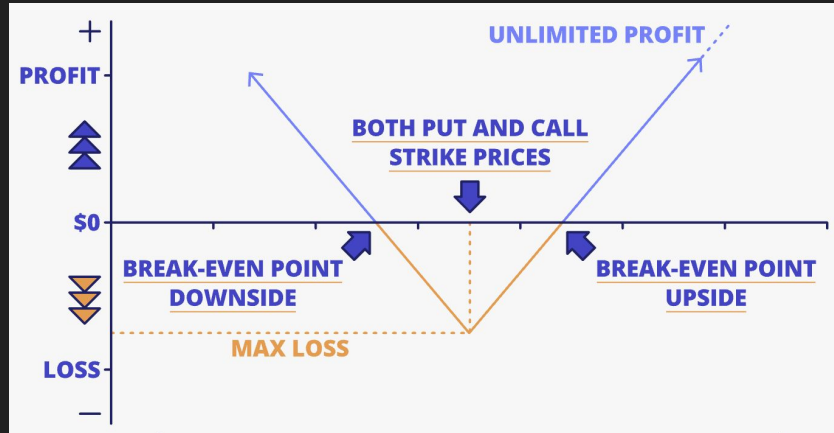 +
UNLIMITED PROFIT
PROFIT
BOTH PUT AND CALL
STRIKE PRICES
$0
BREAK-EVEN POINT
DOWNSIDE
BREAK-EVEN POINT
UPSIDE
MAX LOSS
LOSS
—